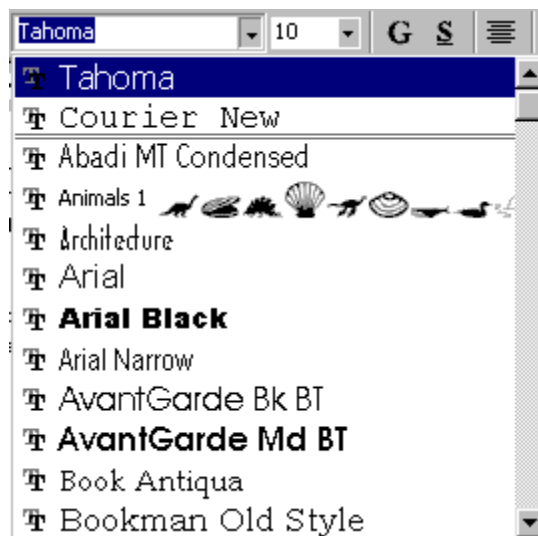 Tahoma 10 G S
Tahoma
Courier New
Abadi MT Condensed
Animals 1
Architecture
Arial
Arial Black
Arial Narrow
AvantGarde Bk BT
AvantGarde Md BT
Book Antiqua
Bookman Old Style